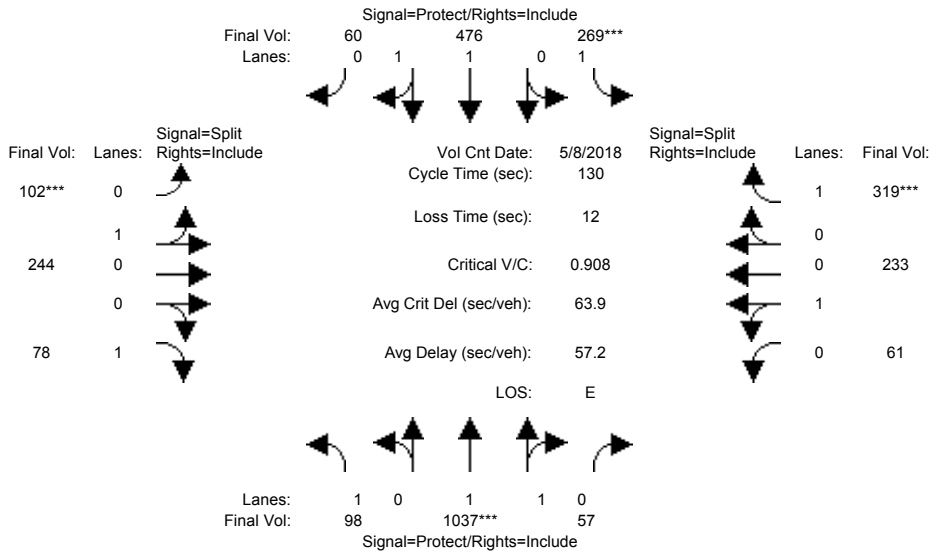 Signal=Protect/Rights=Include
Final Vol: 60 476 269***
Lanes: 0 1 1 0 1
Signal=Split Signal=Split
Final Vol: Lanes: Rights=Include Vol Cnt Date: 5/8/2018 Rights=Include Lanes: Final Vol:
Cycle Time (sec): 130
102*** 0 1 319***
Loss Time (sec): 12
1 0
244 0 Critical V/C: 0.908 0 233
0 Avg Crit Del (sec/veh): 63.9 1
78 1 Avg Delay (sec/veh): 57.2 0 61
LOS: E
Lanes: 1 0 1 1 0
Final Vol: 98 1037*** 57
Signal=Protect/Rights=Include